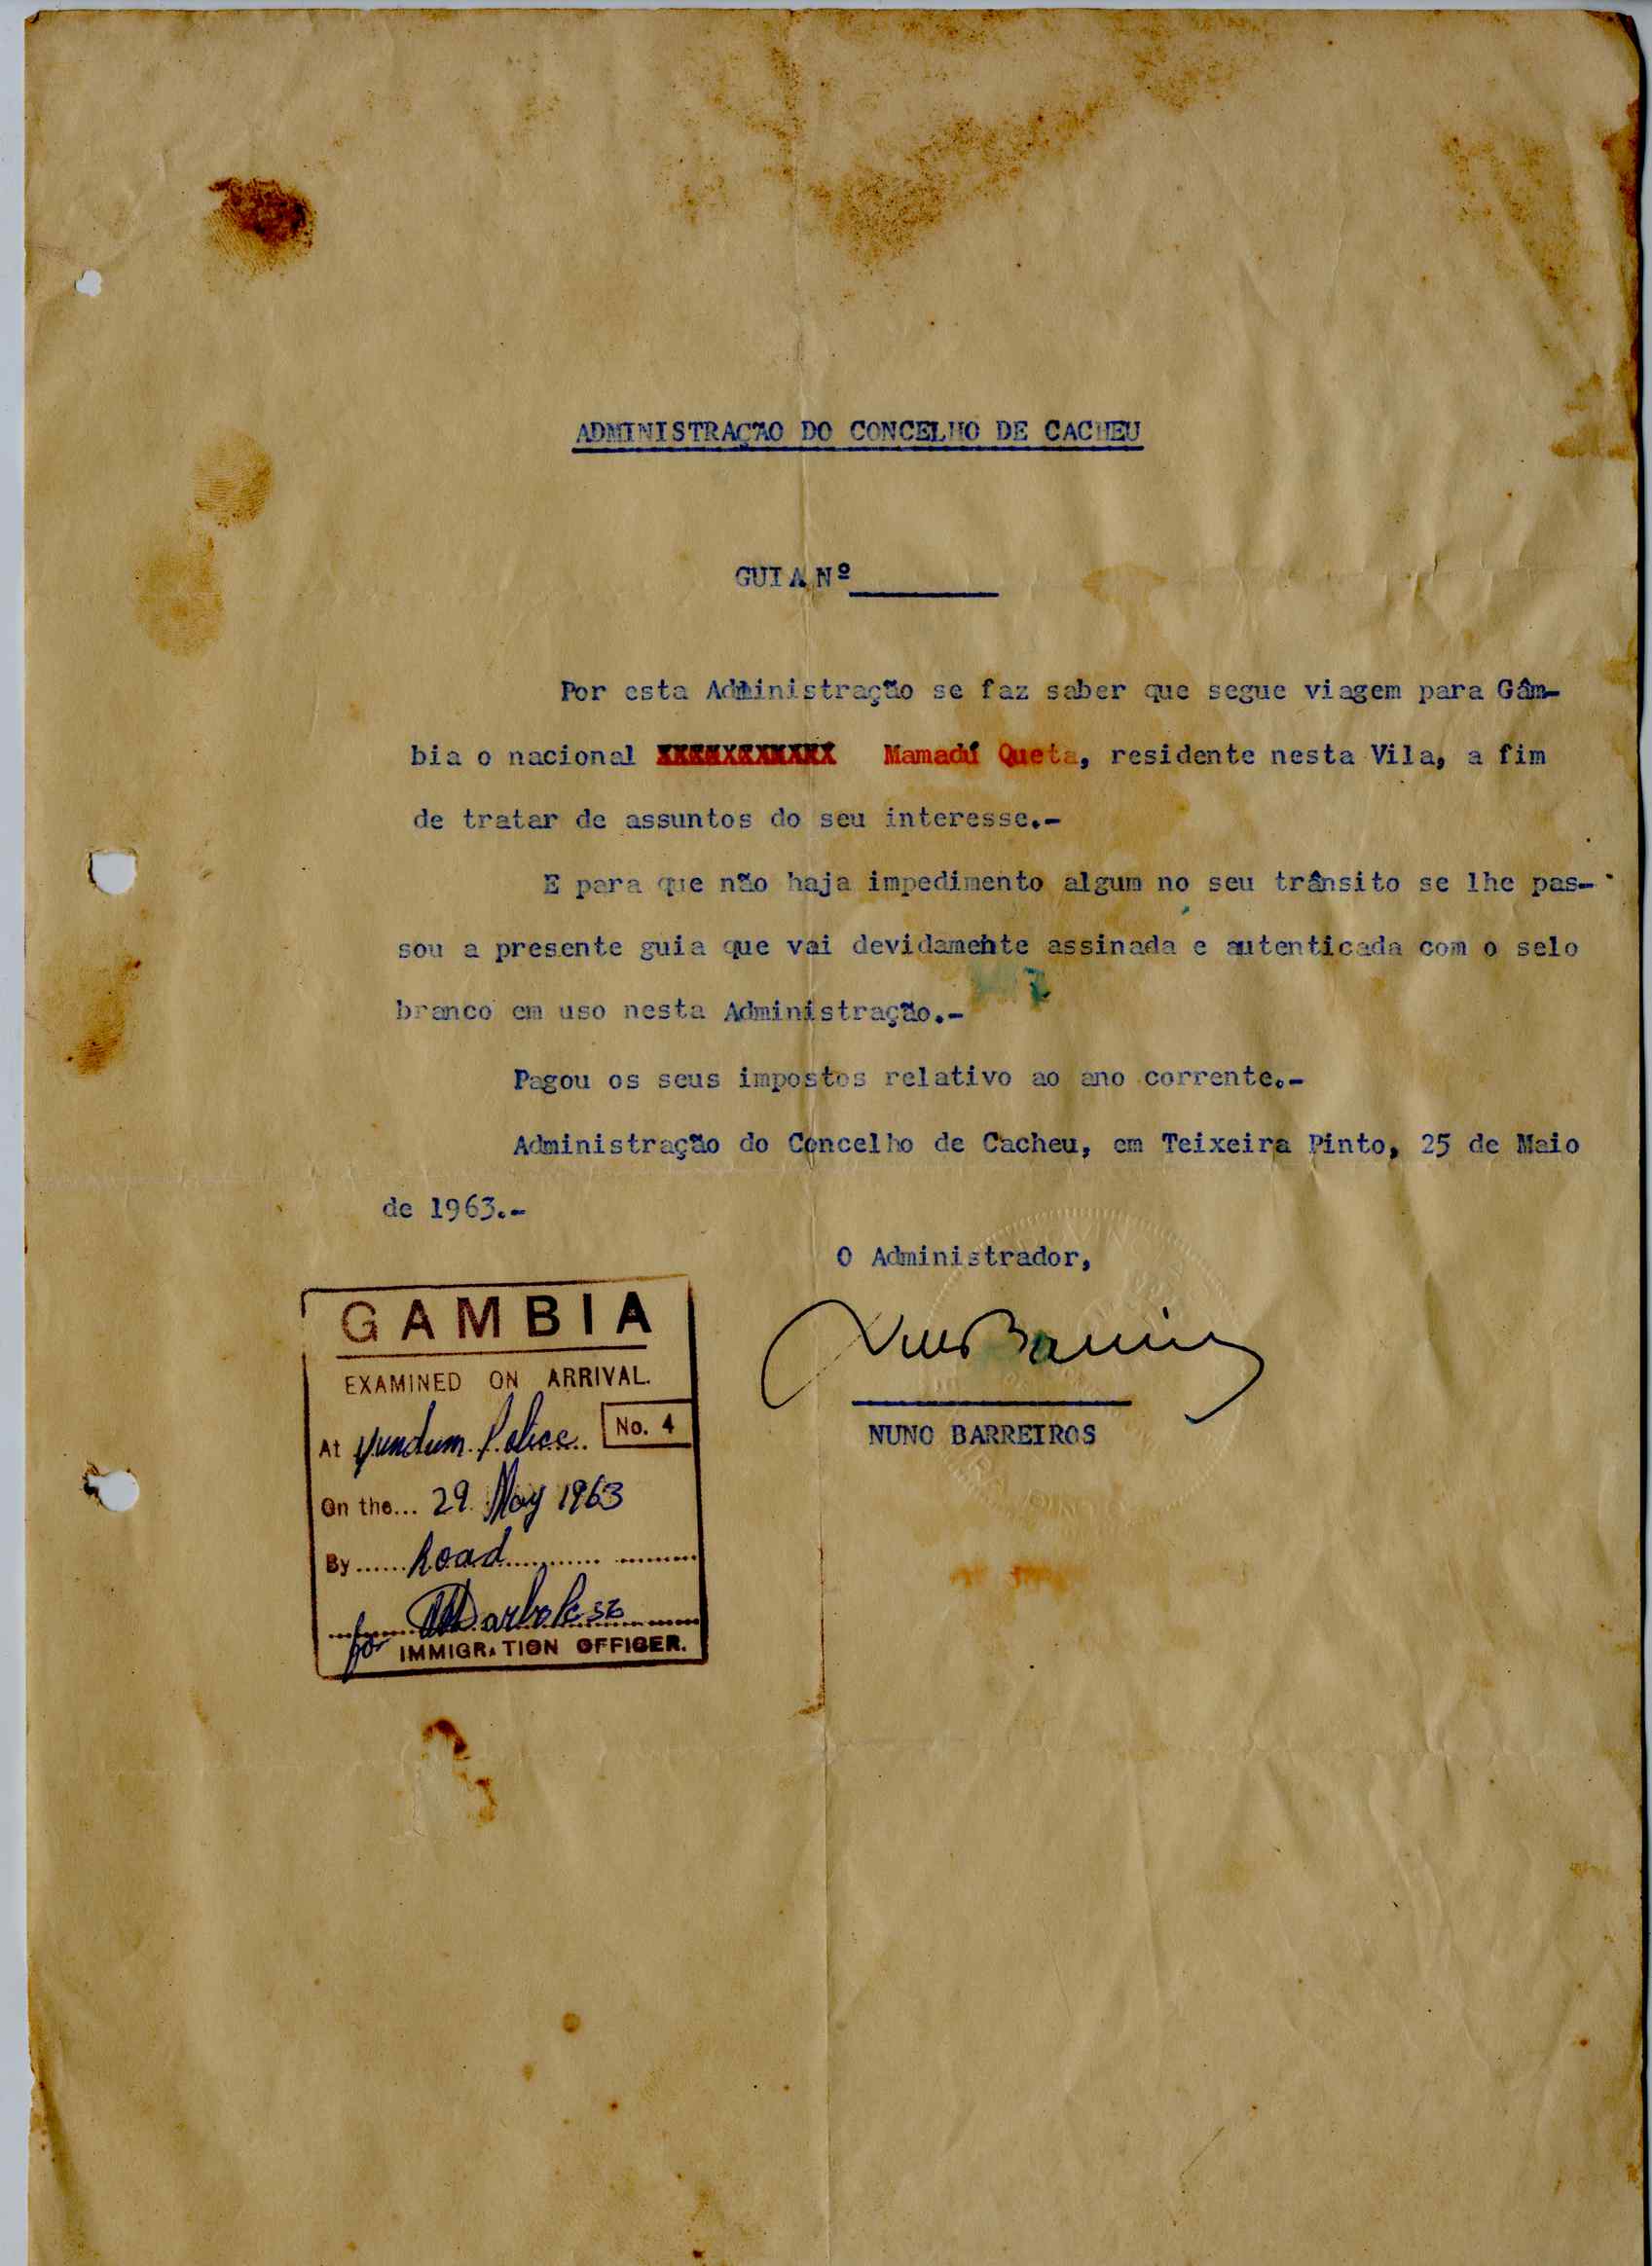 ADMINISTRAÇÃO DO CONCELHO DE CACHEU
GUIA Nº
Por esta Administração se faz saber que segue viagem para Gâm-
bia o nacional XXXXXXXXXXX Mamadú Queta, residente nesta Vila, a fim
de tratar de assuntos do seu interesse.-
E para que não haja impedimento algum no seu trânsito se lhe pas-
sou a presente guia que vai devidamente assinada e autenticada com o selo
branco em uso nesta Administração.-
Pagou os seus impostos relativo ao ano corrente.-
Administração do Concelho de Cacheu, em Teixeira Pinto, 25 de Maio
de 1963.-
O Administrador,
Nuno Barreiros
NUNO BARREIROS
GAMBIA
EXAMINED ON ARRIVAL.
At Yundum Police No. 4
On the... 29 May 1963
By...... Road
for
IMMIGRATION OFFICER.